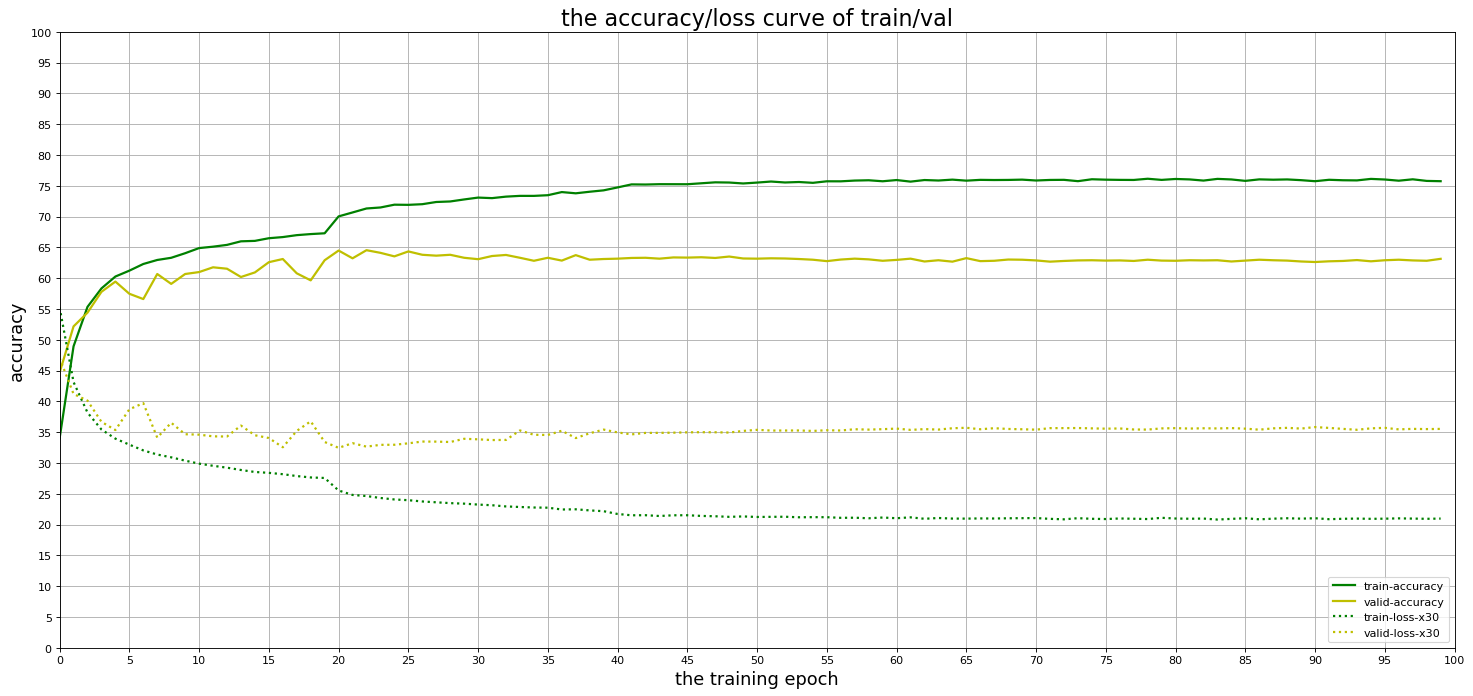 the accuracy/loss curve of train/val
accuracy
100
95
90
85
80
75
70
65
60
55
50
45
40
35
30
25
20
15
10
5
0
train-accuracy
valid-accuracy
train-loss-x30
valid-loss-x30
0 5 10 15 20 25 30 35 40 45 50 55 60 65 70 75 80 85 90 95 100
the training epoch